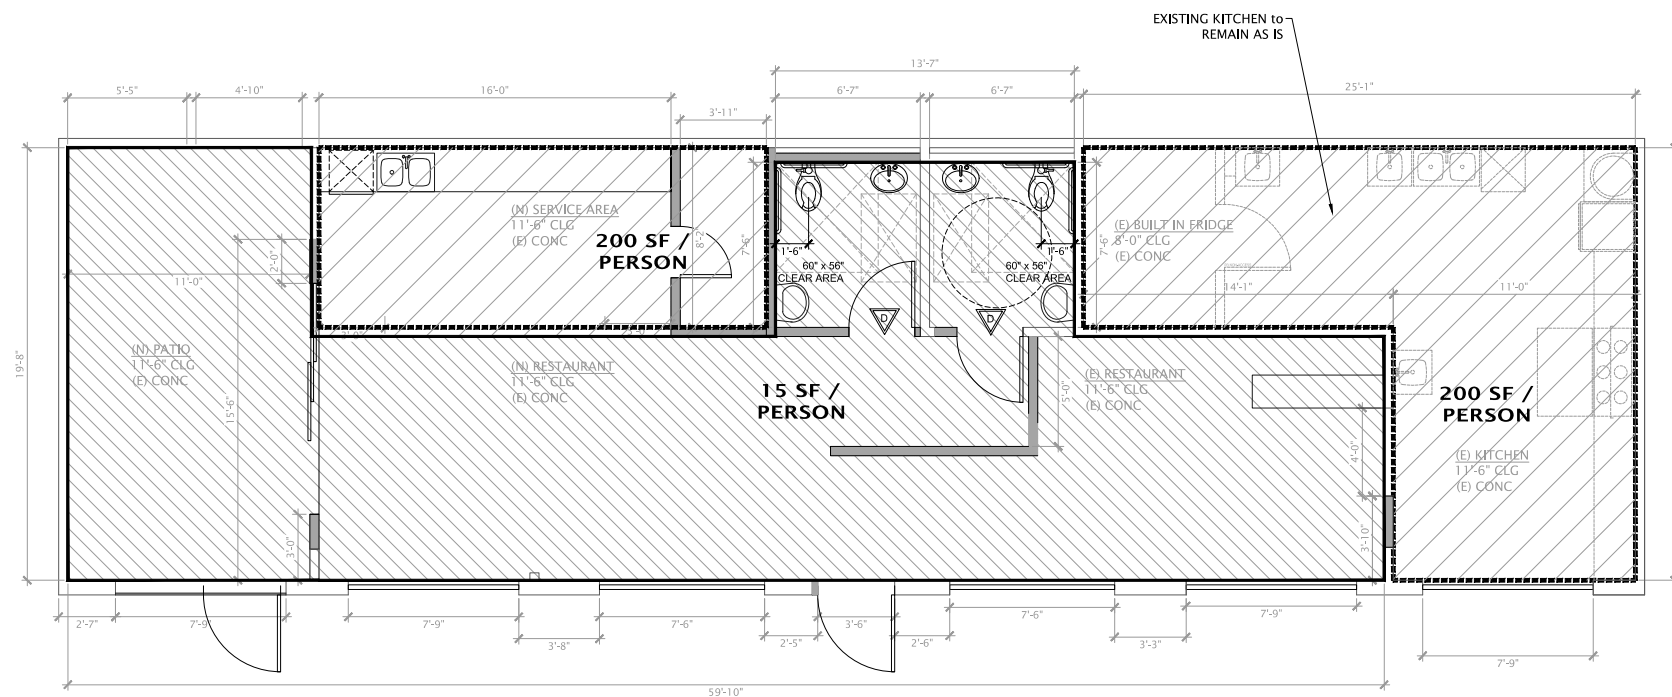 EXISTING KITCHEN to
REMAIN AS IS
13'-7"
5'-5"
4'-10"
16'-0"
6'-7"
6'-7"
25'-1"
3'-11"
(N) SERVICE AREA
11'-6" CLG
(E) CONC
200 SF /
PERSON
8'-2"
7'-6"
1'-6"
60" x 56"
CLEAR AREA
1'-6"
60" x 56"
CLEAR AREA
7'-6"
(E) BUILT IN FRIDGE
8'-0" CLG
(E) CONC
2'-0"
11'-0"
14'-1"
11'-0"
D
D
19'-8"
(N) PATIO
11'-6" CLG
(E) CONC
15'-6"
(N) RESTAURANT
11'-6" CLG
(E) CONC
15 SF /
PERSON
5'-0"
(E) RESTAURANT
11'-6" CLG
(E) CONC
200 SF /
PERSON
4'-0"
(E) KITCHEN
11'-6" CLG
(E) CONC
3'-0"
3'-10"
2'-7"
7'-9"
7'-9"
3'-8"
7'-6"
2'-5"
3'-6"
2'-6"
7'-6"
3'-3"
7'-9"
7'-9"
59'-10"